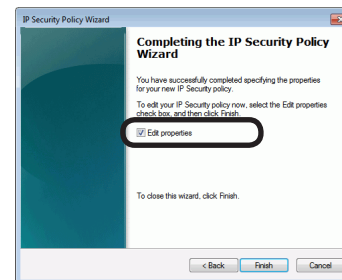 IP Security Policy Wizard
Completing the IP Security Policy
Wizard
You have successfully completed specifying the properties
for your new IP Security policy.
To edit your IP Security policy now, select the Edit properties
check box, and then click Finish.
Edit properties
To close this wizard, click Finish.
< Back Finish Cancel